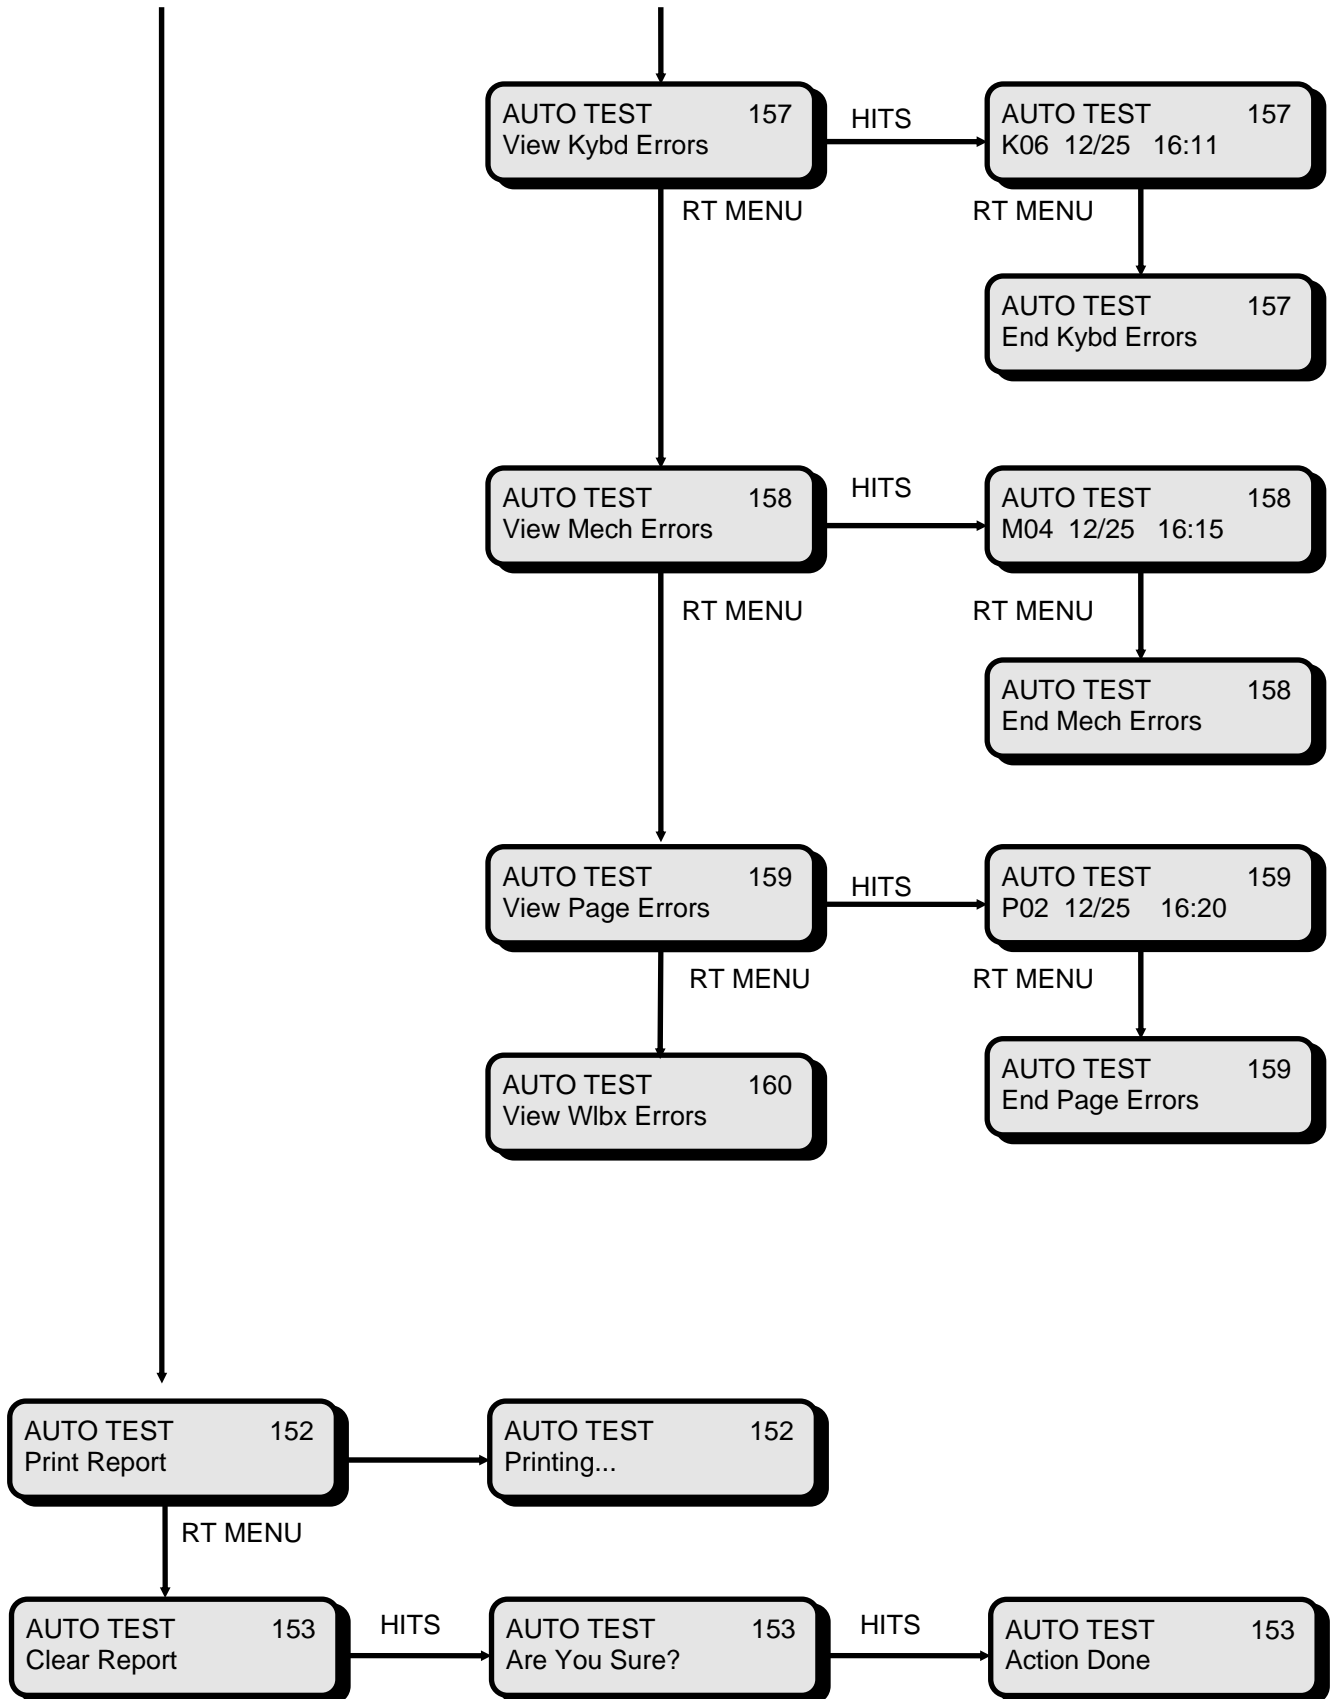 AUTO TEST 157
View Kybd Errors
HITS
AUTO TEST 157
K06 12/25 16:11
RT MENU
RT MENU
AUTO TEST 157
End Kybd Errors
AUTO TEST 158
View Mech Errors
HITS
AUTO TEST 158
M04 12/25 16:15
RT MENU
RT MENU
AUTO TEST 158
End Mech Errors
AUTO TEST 159
View Page Errors
HITS
AUTO TEST 159
P02 12/25 16:20
RT MENU
RT MENU
AUTO TEST 160
View Wlbx Errors
AUTO TEST 159
End Page Errors
AUTO TEST 152
Print Report
AUTO TEST 152
Printing...
RT MENU
AUTO TEST 153
Clear Report
HITS
AUTO TEST 153
Are You Sure?
HITS
AUTO TEST 153
Action Done